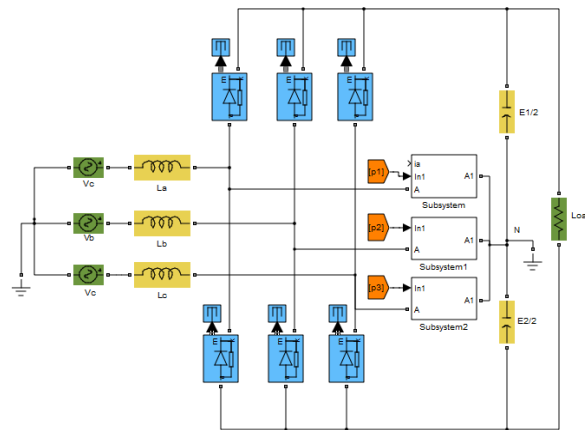 E E E
E1/2
Vc La
[p1] ia
In1 A1
A
Subsystem
Vb Lb
[p2] In1 A1
A
Subsystem1
N
Loa
Vc Lc
[p3] In1 A1
A
Subsystem2
E2/2
E E E